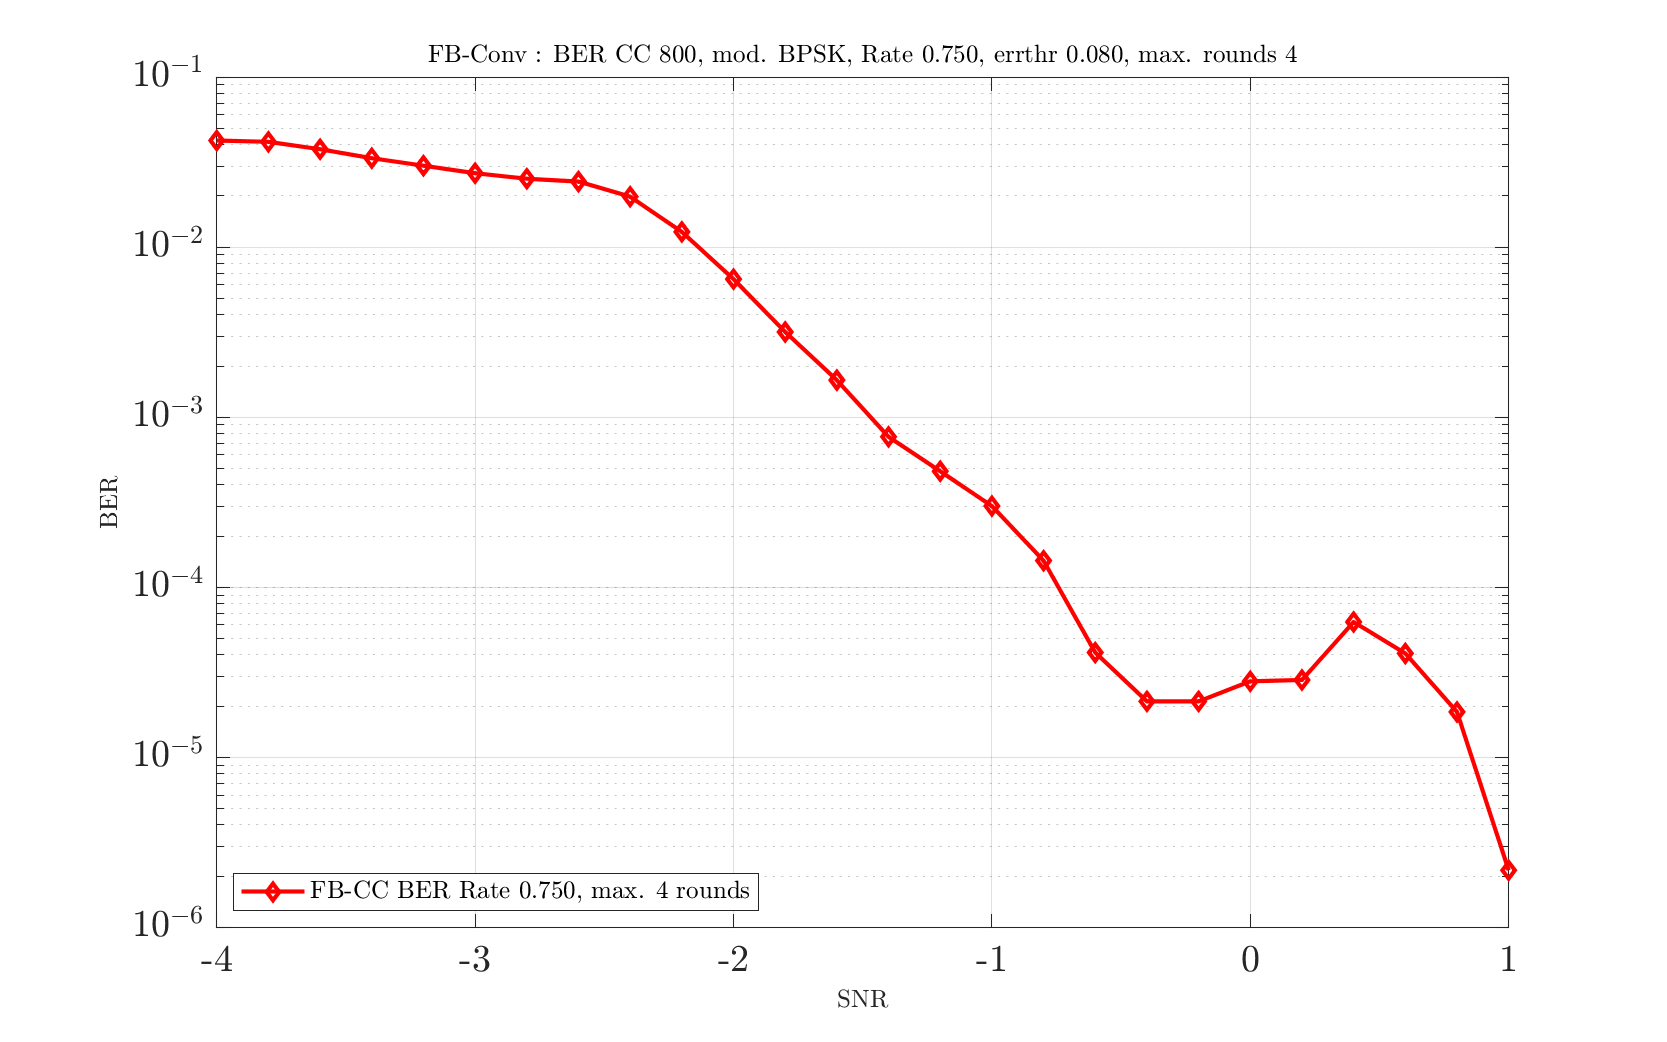 FB-Conv : BER CC 800, mod. BPSK, Rate 0.750, errthr 0.080, max. rounds 4
10^{-1}
10^{-2}
10^{-3}
10^{-4}
10^{-5}
10^{-6}
BER
FB-CC BER Rate 0.750, max. 4 rounds
-4 -3 -2 -1 0 1
SNR